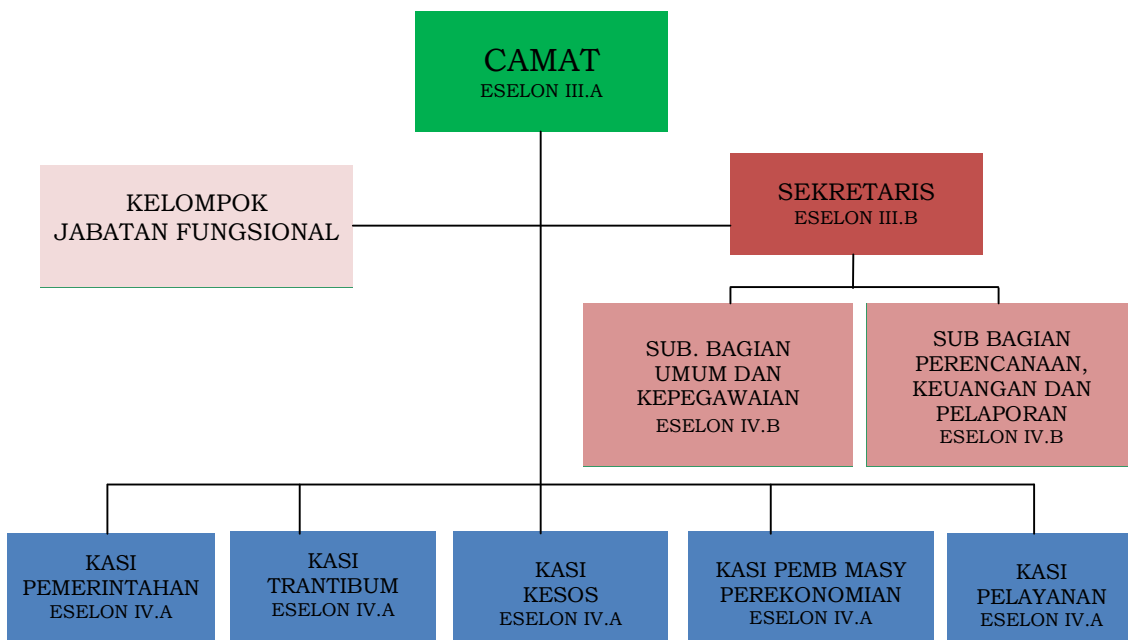 CAMAT
ESELON III.A
KELOMPOK
JABATAN FUNGSIONAL
SEKRETARIS
ESELON III.B
SUB. BAGIAN
UMUM DAN
KEPEGAWAIAN
ESELON IV.B
SUB BAGIAN
PERENCANAAN,
KEUANGAN DAN
PELAPORAN
ESELON IV.B
KASI
PEMERINTAHAN
ESELON IV.A
KASI
TRANTIBUM
ESELON IV.A
KASI
KESOS
ESELON IV.A
KASI PEMB MASY
PEREKONOMIAN
ESELON IV.A
KASI
PELAYANAN
ESELON IV.A